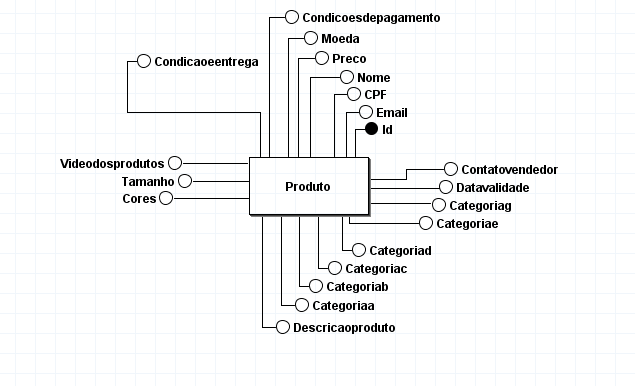 Condicoesdepagamento
Moeda
Preco
Condicaoeentrega
Nome
CPF
Email
Id
Videodosprodutos
Contatovendedor
Tamanho
Produto
Datavalidade
Cores
Categoriag
Categoriae
Categoriad
Categoriac
Categoriab
Categoriaa
Descricaoproduto